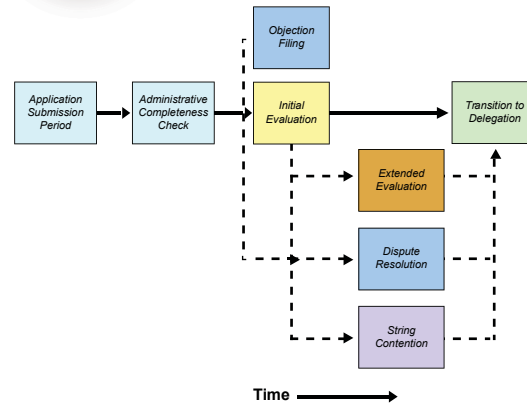 Objection
Filing
Application
Submission
Period
Administrative
Completeness
Check
Initial
Evaluation
Transition to
Delegation
Extended
Evaluation
Dispute
Resolution
String
Contention
Time